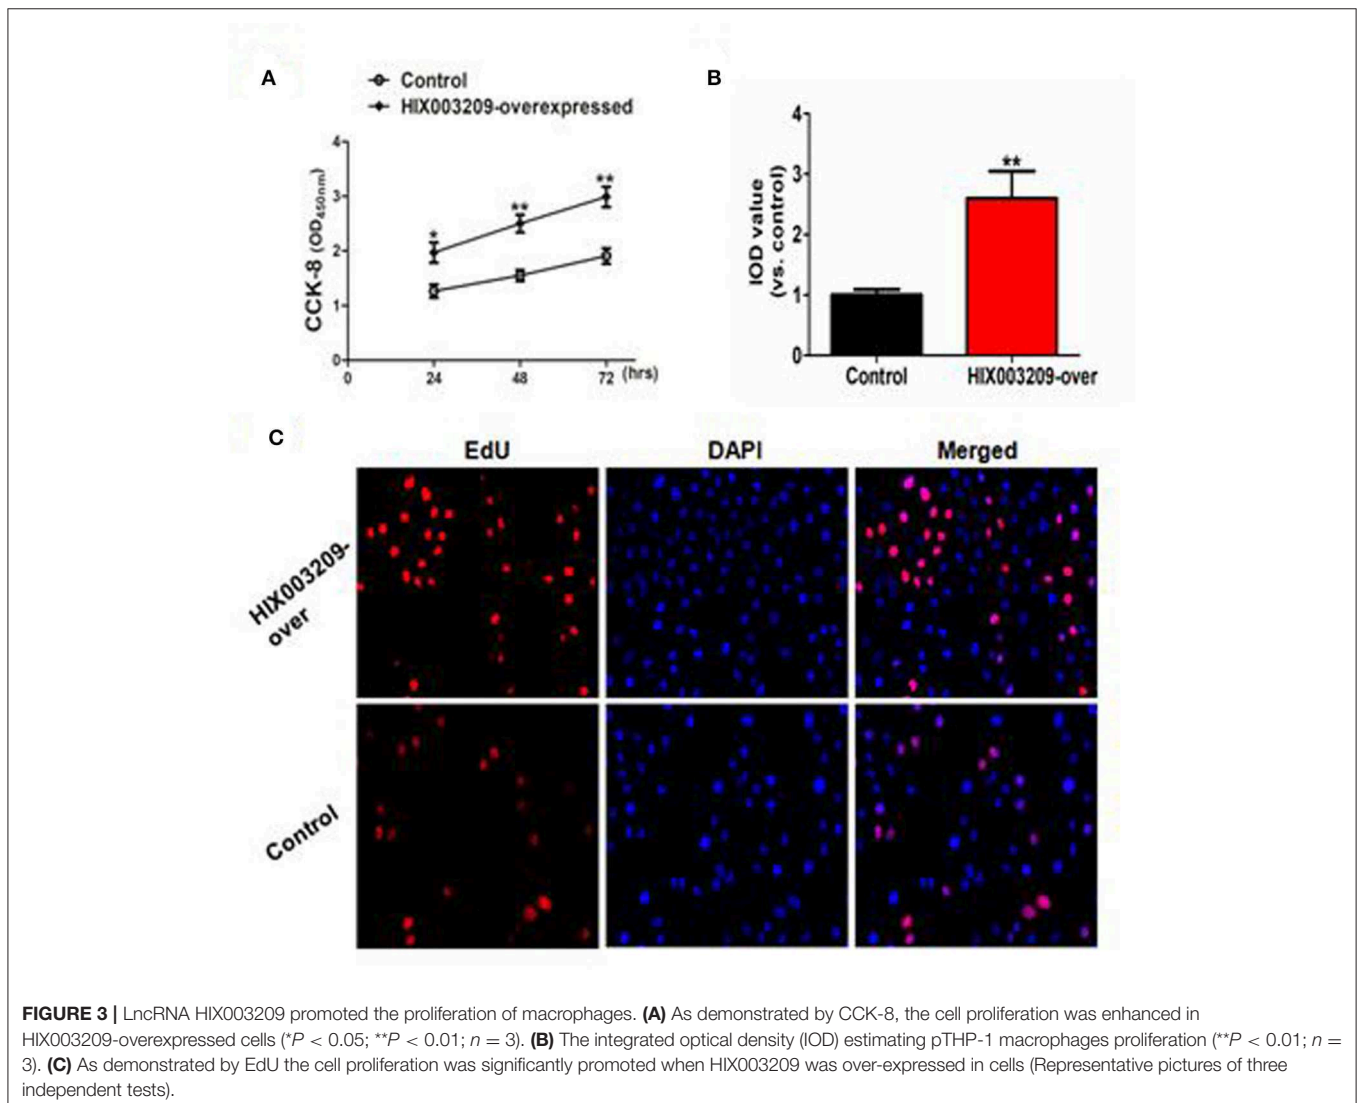 A
Control
HIX003209-overexpressed
CCK-8 (OD450nm)
4
3
2
1
0
*
**
**
0 24 48 72 (hrs)
B
IOD value
(vs. control)
4
3
2
1
0
**
Control HIX003209-over
C
EdU DAPI Merged
HIX003209-
over
Control
FIGURE 3 | LncRNA HIX003209 promoted the proliferation of macrophages. (A) As demonstrated by CCK-8, the cell proliferation was enhanced in
HIX003209-overexpressed cells (*P < 0.05; **P < 0.01; n = 3). (B) The integrated optical density (IOD) estimating pTHP-1 macrophages proliferation (**P < 0.01; n =
3). (C) As demonstrated by EdU the cell proliferation was significantly promoted when HIX003209 was over-expressed in cells (Representative pictures of three
independent tests).